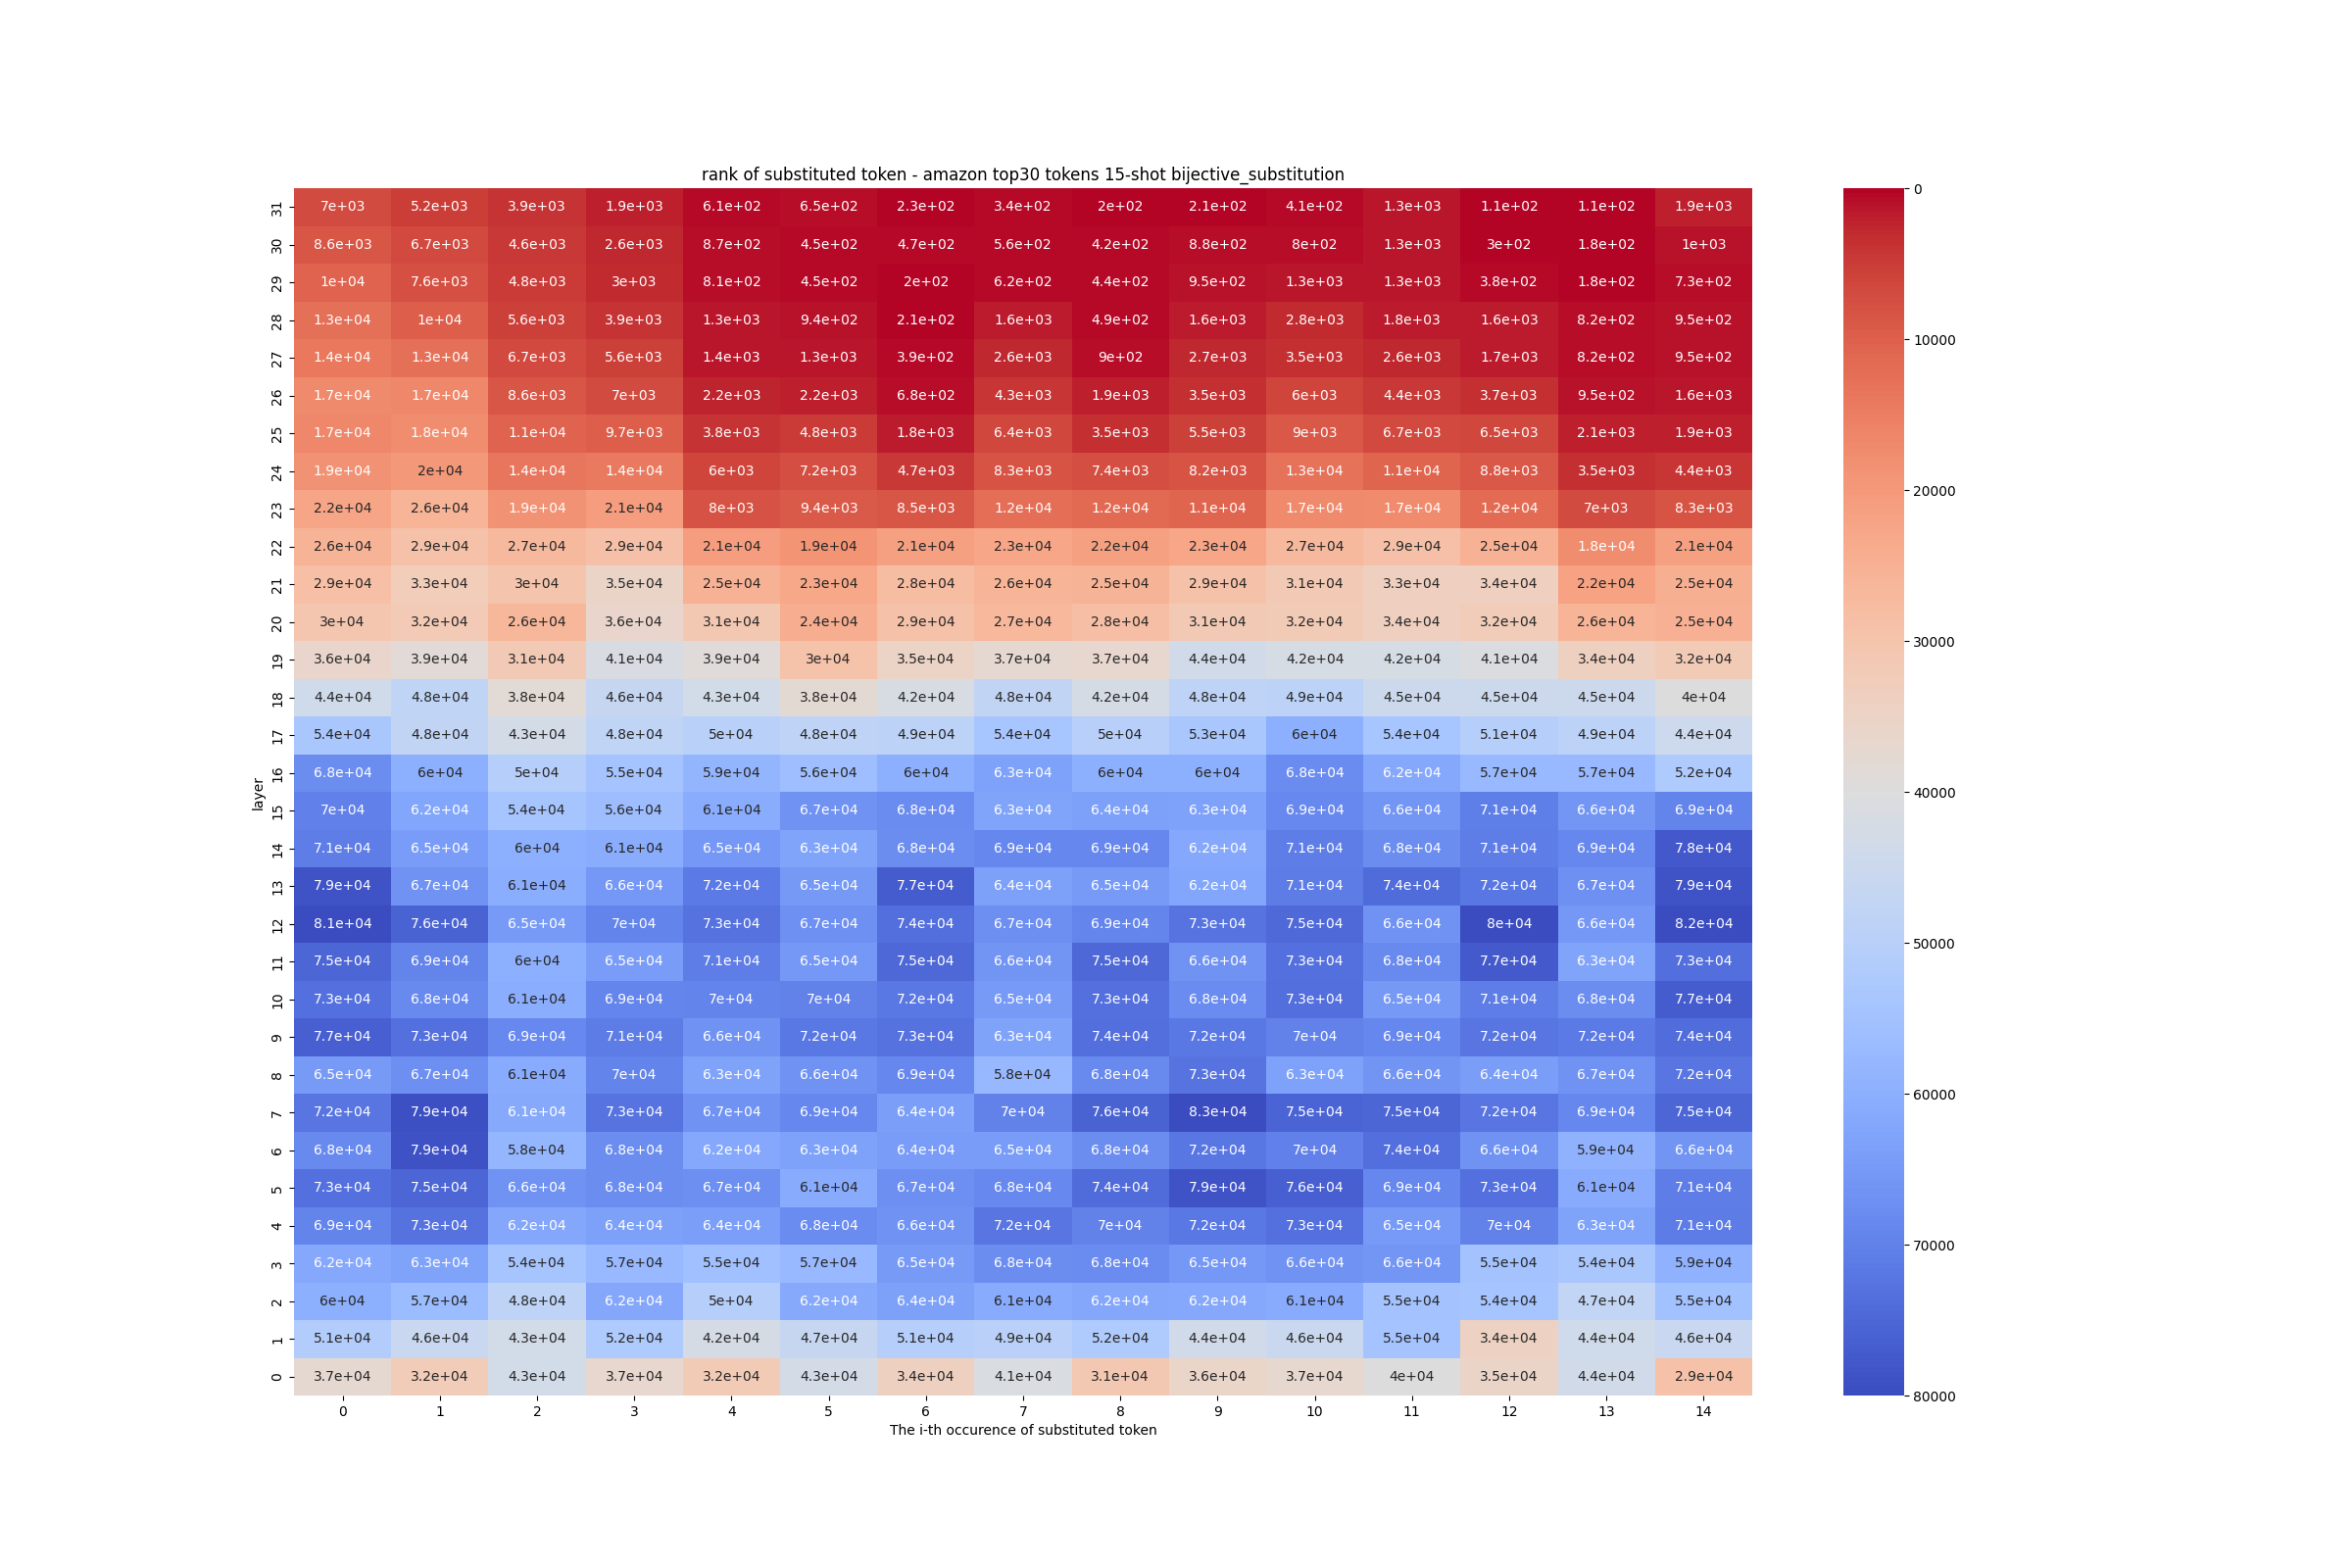 rank of substituted token - amazon top30 tokens 15-shot bijective_substitution
31 7e+03 5.2e+03 3.9e+03 1.9e+03 6.1e+02 6.5e+02 2.3e+02 3.4e+02 2e+02 2.1e+02 4.1e+02 1.3e+03 1.1e+02 1.1e+02 1.9e+03 0
30 8.6e+03 6.7e+03 4.6e+03 2.6e+03 8.7e+02 4.5e+02 4.7e+02 5.6e+02 4.2e+02 8.8e+02 8e+02 1.3e+03 3e+02 1.8e+02 1e+03
29 1e+04 7.6e+03 4.8e+03 3e+03 8.1e+02 4.5e+02 2e+02 6.2e+02 4.4e+02 9.5e+02 1.3e+03 1.3e+03 3.8e+02 1.8e+02 7.3e+02
28 1.3e+04 1e+04 5.6e+03 3.9e+03 1.3e+03 9.4e+02 2.1e+02 1.6e+03 4.9e+02 1.6e+03 2.8e+03 1.8e+03 1.6e+03 8.2e+02 9.5e+02
27 1.4e+04 1.3e+04 6.7e+03 5.6e+03 1.4e+03 1.3e+03 3.9e+02 2.6e+03 9e+02 2.7e+03 3.5e+03 2.6e+03 1.7e+03 8.2e+02 9.5e+02 10000
26 1.7e+04 1.7e+04 8.6e+03 7e+03 2.2e+03 2.2e+03 6.8e+02 4.3e+03 1.9e+03 3.5e+03 6e+03 4.4e+03 3.7e+03 9.5e+02 1.6e+03
25 1.7e+04 1.8e+04 1.1e+04 9.7e+03 3.8e+03 4.8e+03 1.8e+03 6.4e+03 3.5e+03 5.5e+03 9e+03 6.7e+03 6.5e+03 2.1e+03 1.9e+03
24 1.9e+04 2e+04 1.4e+04 1.4e+04 6e+03 7.2e+03 4.7e+03 8.3e+03 7.4e+03 8.2e+03 1.3e+04 1.1e+04 8.8e+03 3.5e+03 4.4e+03
23 2.2e+04 2.6e+04 1.9e+04 2.1e+04 8e+03 9.4e+03 8.5e+03 1.2e+04 1.2e+04 1.1e+04 1.7e+04 1.7e+04 1.2e+04 7e+03 8.3e+03 20000
22 2.6e+04 2.9e+04 2.7e+04 2.9e+04 2.1e+04 1.9e+04 2.1e+04 2.3e+04 2.2e+04 2.3e+04 2.7e+04 2.9e+04 2.5e+04 1.8e+04 2.1e+04
21 2.9e+04 3.3e+04 3e+04 3.5e+04 2.5e+04 2.3e+04 2.8e+04 2.6e+04 2.5e+04 2.9e+04 3.1e+04 3.3e+04 3.4e+04 2.2e+04 2.5e+04
20 3e+04 3.2e+04 2.6e+04 3.6e+04 3.1e+04 2.4e+04 2.9e+04 2.7e+04 2.8e+04 3.1e+04 3.2e+04 3.4e+04 3.2e+04 2.6e+04 2.5e+04 30000
19 3.6e+04 3.9e+04 3.1e+04 4.1e+04 3.9e+04 3e+04 3.5e+04 3.7e+04 3.7e+04 4.4e+04 4.2e+04 4.2e+04 4.1e+04 3.4e+04 3.2e+04
18 4.4e+04 4.8e+04 3.8e+04 4.6e+04 4.3e+04 3.8e+04 4.2e+04 4.8e+04 4.2e+04 4.8e+04 4.9e+04 4.5e+04 4.5e+04 4.5e+04 4e+04
17 5.4e+04 4.8e+04 4.3e+04 4.8e+04 5e+04 4.8e+04 4.9e+04 5.4e+04 5e+04 5.3e+04 6e+04 5.4e+04 5.1e+04 4.9e+04 4.4e+04
layer
16 6.8e+04 6e+04 5e+04 5.5e+04 5.9e+04 5.6e+04 6e+04 6.3e+04 6e+04 6e+04 6.8e+04 6.2e+04 5.7e+04 5.7e+04 5.2e+04 40000
15 7e+04 6.2e+04 5.4e+04 5.6e+04 6.1e+04 6.7e+04 6.8e+04 6.3e+04 6.4e+04 6.3e+04 6.9e+04 6.6e+04 7.1e+04 6.6e+04 6.9e+04
14 7.1e+04 6.5e+04 6e+04 6.1e+04 6.5e+04 6.3e+04 6.8e+04 6.9e+04 6.9e+04 6.2e+04 7.1e+04 6.8e+04 7.1e+04 6.9e+04 7.8e+04
13 7.9e+04 6.7e+04 6.1e+04 6.6e+04 7.2e+04 6.5e+04 7.7e+04 6.4e+04 6.5e+04 6.2e+04 7.1e+04 7.4e+04 7.2e+04 6.7e+04 7.9e+04
12 8.1e+04 7.6e+04 6.5e+04 7e+04 7.3e+04 6.7e+04 7.4e+04 6.7e+04 6.9e+04 7.3e+04 7.5e+04 6.6e+04 8e+04 6.6e+04 8.2e+04 50000
11 7.5e+04 6.9e+04 6e+04 6.5e+04 7.1e+04 6.5e+04 7.5e+04 6.6e+04 7.5e+04 6.6e+04 7.3e+04 6.8e+04 7.7e+04 6.3e+04 7.3e+04
10 7.3e+04 6.8e+04 6.1e+04 6.9e+04 7e+04 7e+04 7.2e+04 6.5e+04 7.3e+04 6.8e+04 7.3e+04 6.5e+04 7.1e+04 6.8e+04 7.7e+04
9 7.7e+04 7.3e+04 6.9e+04 7.1e+04 6.6e+04 7.2e+04 7.3e+04 6.3e+04 7.4e+04 7.2e+04 7e+04 6.9e+04 7.2e+04 7.2e+04 7.4e+04
8 6.5e+04 6.7e+04 6.1e+04 7e+04 6.3e+04 6.6e+04 6.9e+04 5.8e+04 6.8e+04 7.3e+04 6.3e+04 6.6e+04 6.4e+04 6.7e+04 7.2e+04 60000
7 7.2e+04 7.9e+04 6.1e+04 7.3e+04 6.7e+04 6.9e+04 6.4e+04 7e+04 7.6e+04 8.3e+04 7.5e+04 7.5e+04 7.2e+04 6.9e+04 7.5e+04
6 6.8e+04 7.9e+04 5.8e+04 6.8e+04 6.2e+04 6.3e+04 6.4e+04 6.5e+04 6.8e+04 7.2e+04 7e+04 7.4e+04 6.6e+04 5.9e+04 6.6e+04
5 7.3e+04 7.5e+04 6.6e+04 6.8e+04 6.7e+04 6.1e+04 6.7e+04 6.8e+04 7.4e+04 7.9e+04 7.6e+04 6.9e+04 7.3e+04 6.1e+04 7.1e+04
4 6.9e+04 7.3e+04 6.2e+04 6.4e+04 6.4e+04 6.8e+04 6.6e+04 7.2e+04 7e+04 7.2e+04 7.3e+04 6.5e+04 7e+04 6.3e+04 7.1e+04 70000
3 6.2e+04 6.3e+04 5.4e+04 5.7e+04 5.5e+04 5.7e+04 6.5e+04 6.8e+04 6.8e+04 6.5e+04 6.6e+04 6.6e+04 5.5e+04 5.4e+04 5.9e+04
2 6e+04 5.7e+04 4.8e+04 6.2e+04 5e+04 6.2e+04 6.4e+04 6.1e+04 6.2e+04 6.2e+04 6.1e+04 5.5e+04 5.4e+04 4.7e+04 5.5e+04
1 5.1e+04 4.6e+04 4.3e+04 5.2e+04 4.2e+04 4.7e+04 5.1e+04 4.9e+04 5.2e+04 4.4e+04 4.6e+04 5.5e+04 3.4e+04 4.4e+04 4.6e+04
0 3.7e+04 3.2e+04 4.3e+04 3.7e+04 3.2e+04 4.3e+04 3.4e+04 4.1e+04 3.1e+04 3.6e+04 3.7e+04 4e+04 3.5e+04 4.4e+04 2.9e+04 80000
0 1 2 3 4 5 6 7 8 9 10 11 12 13 14
The i-th occurence of substituted token